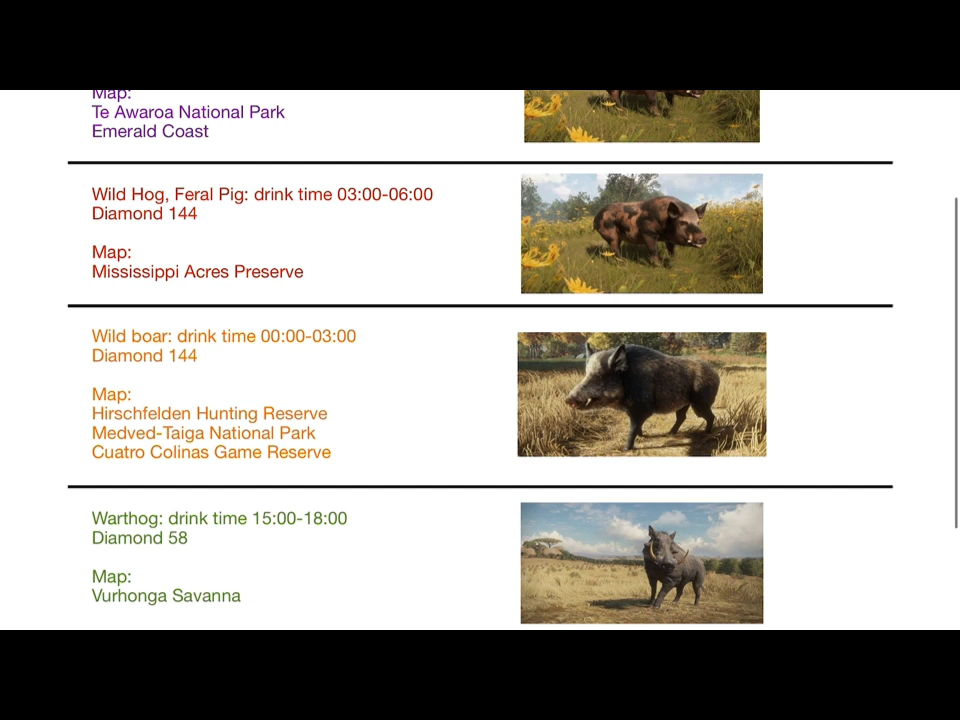 Map:
Te Awaroa National Park
Emerald Coast
Wild Hog, Feral Pig: drink time 03:00-06:00
Diamond 144
Map:
Mississippi Acres Preserve
Wild boar: drink time 00:00-03:00
Diamond 144
Map:
Hirschfelden Hunting Reserve
Medved-Taiga National Park
Cuatro Colinas Game Reserve
Warthog: drink time 15:00-18:00
Diamond 58
Map:
Vurhonga Savanna